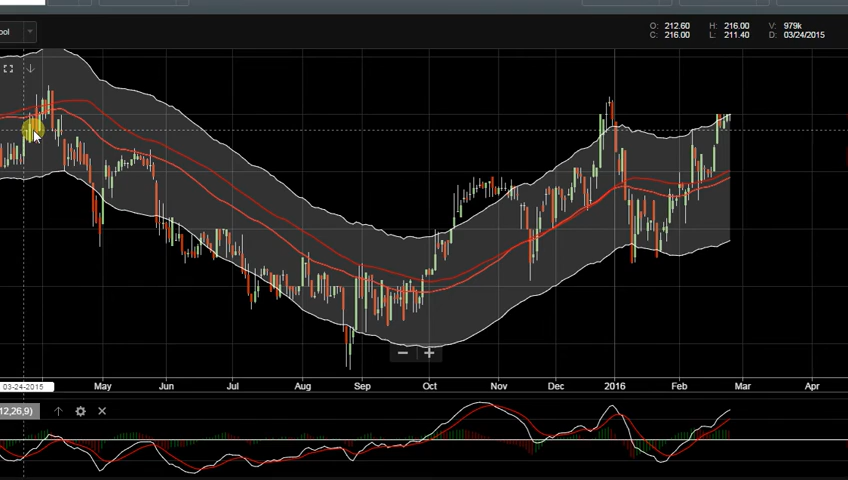 ool
O: 212.60 H: 216.00 V: 979k
C: 216.00 L: 211.40 D: 03/24/2015
03-24-2015 May Jun Jul Aug Sep Oct Nov Dec 2016 Feb Mar Apr
12,26,9)